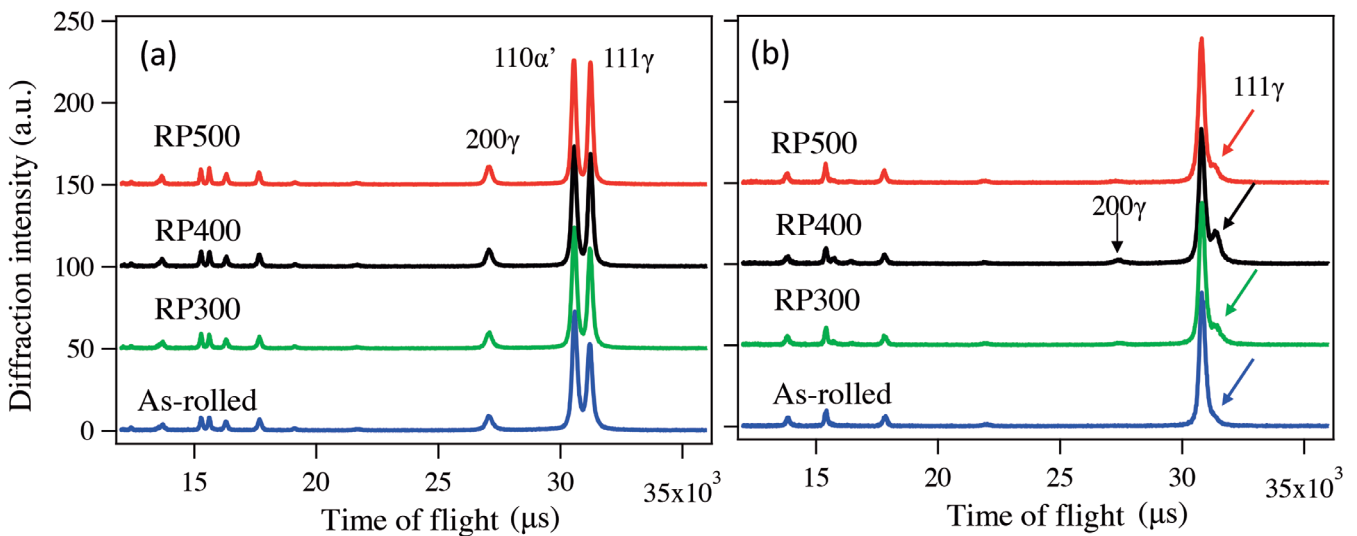 250
200
150
100
50
0
Diffraction intensity (a.u.)
(a)
110α’
111γ
200γ
RP500
RP400
RP300
As-rolled
15
20
25
30
35x10³
Time of flight (μs)
(b)
111γ
RP500
200γ
RP400
RP300
As-rolled
15
20
25
30
35x10³
Time of flight (μs)